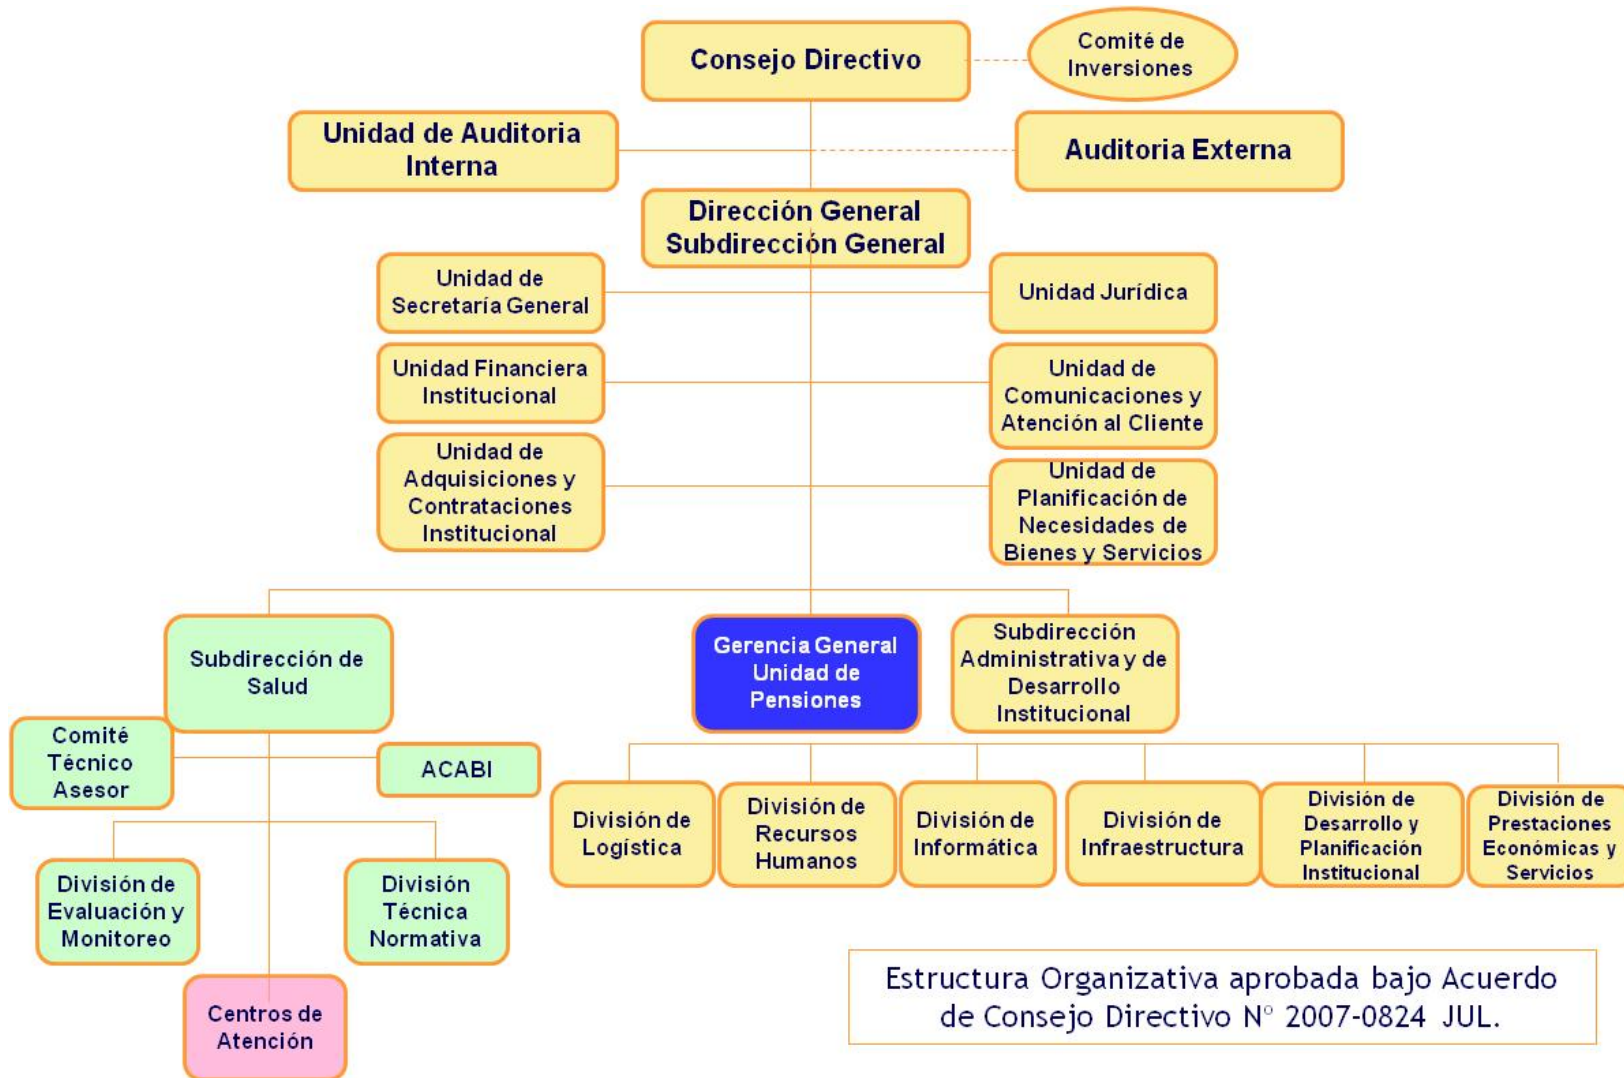 Consejo Directivo
Comité de
Inversiones
Unidad de Auditoria
Interna
Auditoria Externa
Dirección General
Subdirección General
Unidad de
Secretaría General
Unidad Jurídica
Unidad Financiera
Institucional
Unidad de
Comunicaciones y
Atención al Cliente
Unidad de
Adquisiciones y
Contrataciones
Institucional
Unidad de
Planificación de
Necesidades de
Bienes y Servicios
Subdirección de
Salud
Gerencia General
Unidad de
Pensiones
Subdirección
Administrativa y de
Desarrollo
Institucional
Comité
Técnico
Asesor
ACABI
División de
Logística
División de
Recursos
Humanos
División de
Informática
División de
Infraestructura
División de
Desarrollo y
Planificación
Institucional
División de
Prestaciones
Económicas y
Servicios
División de
Evaluación y
Monitoreo
División
Técnica
Normativa
Centros de
Atención
Estructura Organizativa aprobada bajo Acuerdo
de Consejo Directivo N° 2007-0824 JUL.